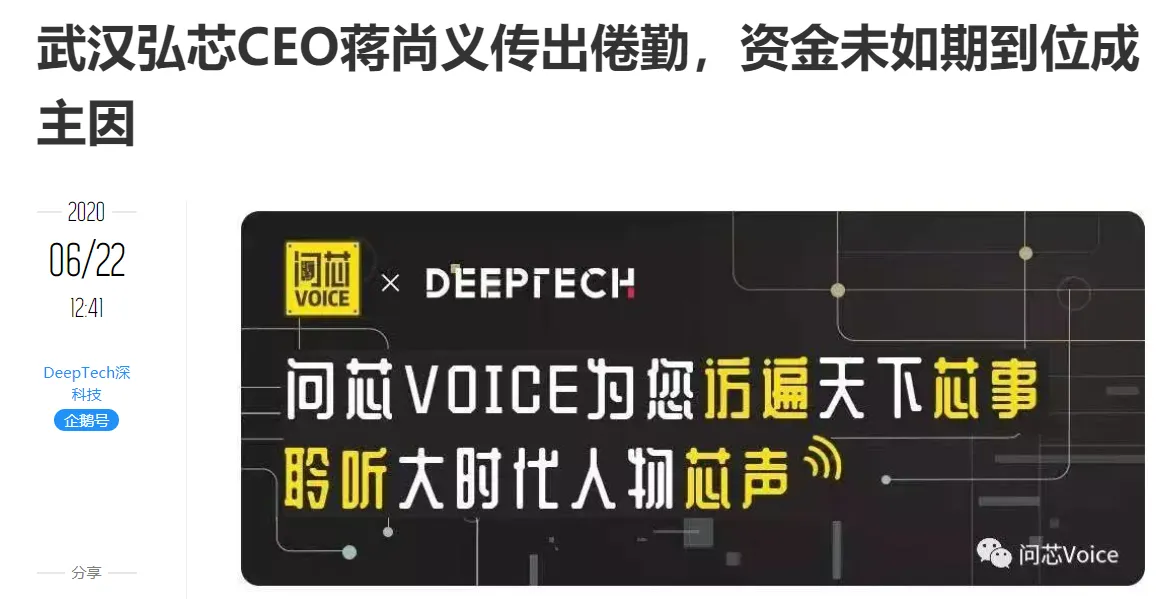 武汉弘芯CEO蒋尚义传出倦勤，资金未如期到位成
主因
2020
06/22
12:41
DeepTech深
科技
企鹅号
分享
问芯
VOICE
× DEEPTECH
问芯VOICE为您访遍天下芯事
聆听大时代人物芯声
问芯Voice